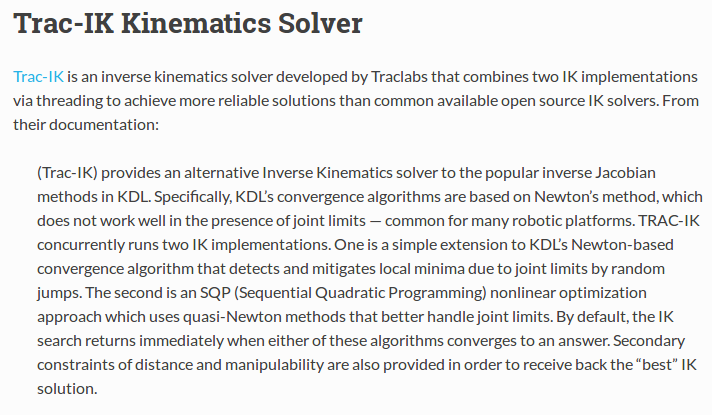 Trac-IK Kinematics Solver
Trac-IK is an inverse kinematics solver developed by Traclabs that combines two IK implementations
via threading to achieve more reliable solutions than common available open source IK solvers. From
their documentation:
(Trac-IK) provides an alternative Inverse Kinematics solver to the popular inverse Jacobian
methods in KDL. Specifically, KDL’s convergence algorithms are based on Newton’s method, which
does not work well in the presence of joint limits — common for many robotic platforms. TRAC-IK
concurrently runs two IK implementations. One is a simple extension to KDL’s Newton-based
convergence algorithm that detects and mitigates local minima due to joint limits by random
jumps. The second is an SQP (Sequential Quadratic Programming) nonlinear optimization
approach which uses quasi-Newton methods that better handle joint limits. By default, the IK
search returns immediately when either of these algorithms converges to an answer. Secondary
constraints of distance and manipulability are also provided in order to receive back the “best” IK
solution.